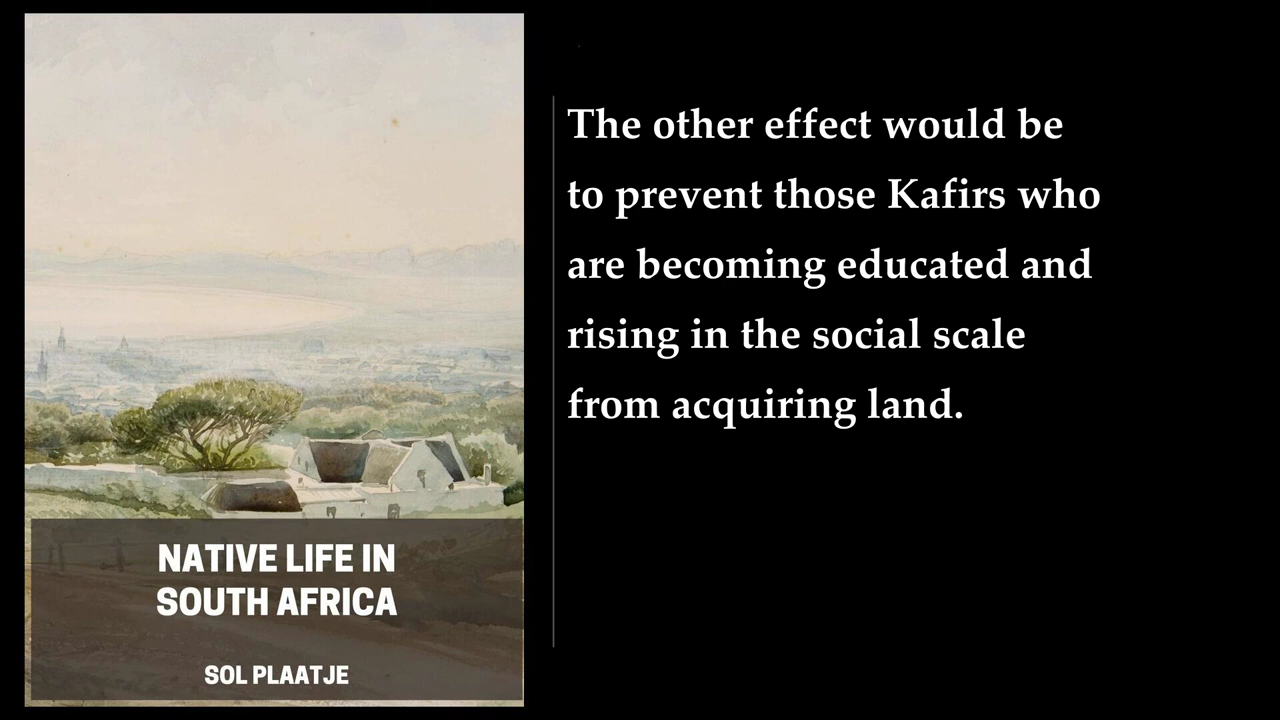 The other effect would be
to prevent those Kafirs who
are becoming educated and
rising in the social scale
from acquiring land.
NATIVE LIFE IN
SOUTH AFRICA
SOL PLAATJE